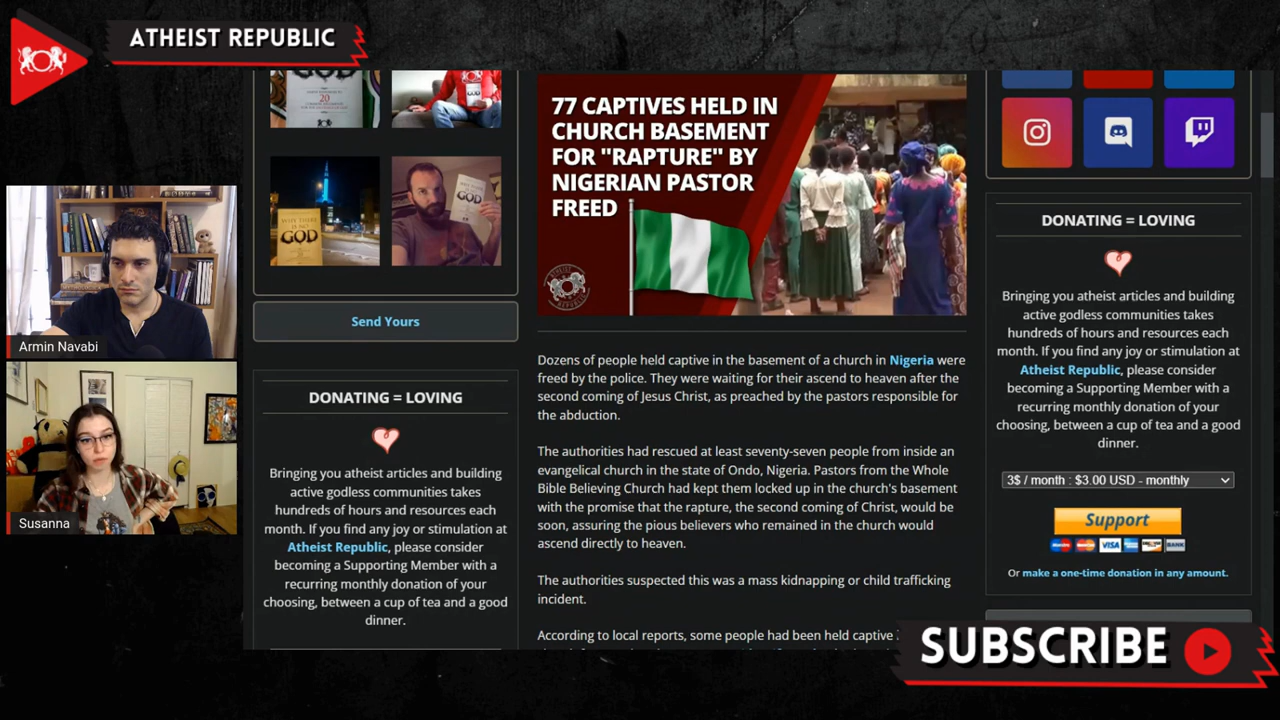 ATHEIST REPUBLIC
GOD
20
GOD
GOD
Send Yours
DONATING = LOVING
Bringing you atheist articles and building
active godless communities takes
hundreds of hours and resources each
month. If you find any joy or stimulation at
Atheist Republic, please consider
becoming a Supporting Member with a
recurring monthly donation of your
choosing, between a cup of tea and a good
dinner.
77 CAPTIVES HELD IN
CHURCH BASEMENT
FOR "RAPTURE" BY
NIGERIAN PASTOR
FREED
Dozens of people held captive in the basement of a church in Nigeria were
freed by the police. They were waiting for their ascend to heaven after the
second coming of Jesus Christ, as preached by the pastors responsible for
the abduction.
The authorities had rescued at least seventy-seven people from inside an
evangelical church in the state of Ondo, Nigeria. Pastors from the Whole
Bible Believing Church had kept them locked up in the church's basement
with the promise that the rapture, the second coming of Christ, would be
soon, assuring the pious believers who remained in the church would
ascend directly to heaven.
The authorities suspected this was a mass kidnapping or child trafficking
incident.
According to local reports, some people had been held captive
DONATING = LOVING
Bringing you atheist articles and building
active godless communities takes
hundreds of hours and resources each
month. If you find any joy or stimulation at
Atheist Republic, please consider
becoming a Supporting Member with a
recurring monthly donation of your
choosing, between a cup of tea and a good
dinner.
3$ / month : $3.00 USD - monthly
Support
VISA
BANK
Or make a one-time donation in any amount.
Armin Navabi
Susanna
SUBSCRIBE